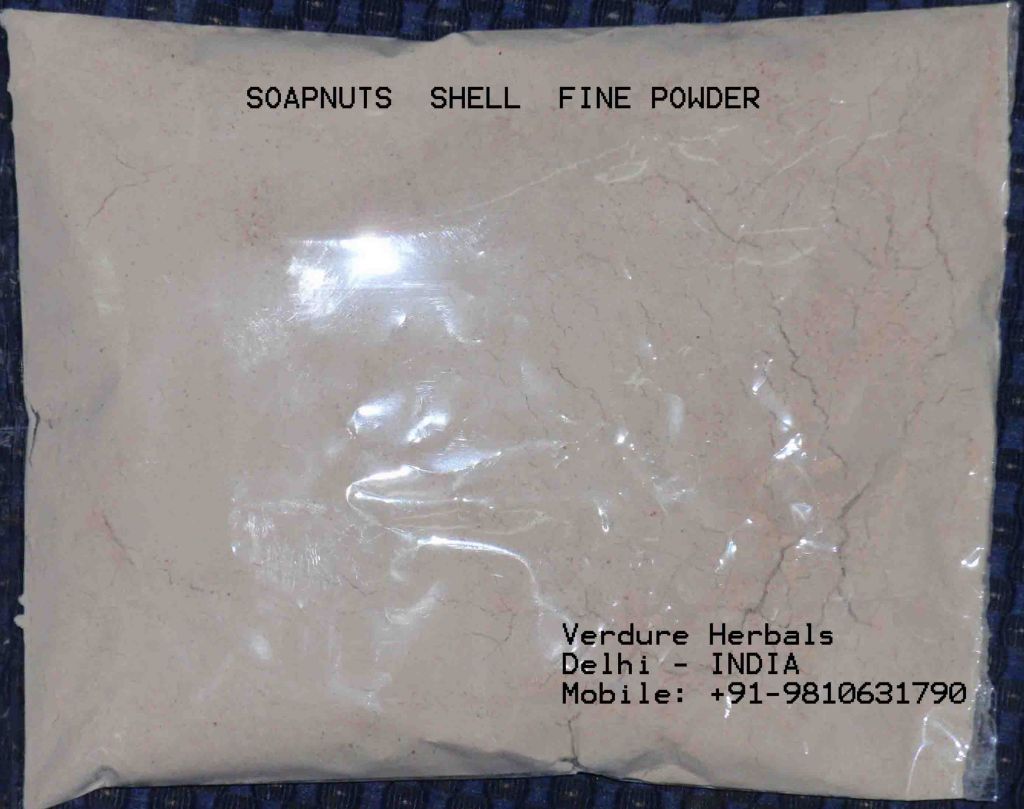 SOAPNUTS SHELL FINE POWDER
Verdure Herbals
Delhi - INDIA
Mobile: +91-9810631790